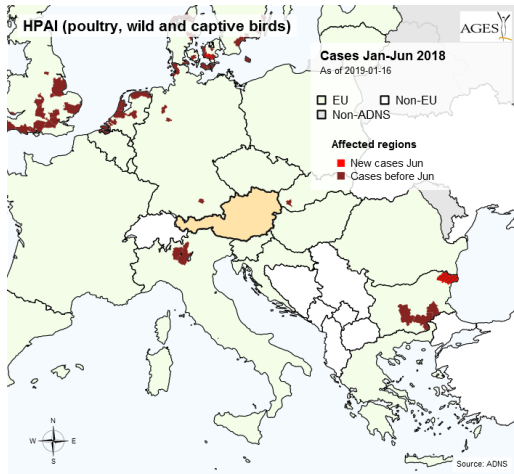 HPAI (poultry, wild and captive birds)
AGES
Cases Jan-Jun 2018
As of 2019-01-16
EU
Non-EU
Non-ADNS
Affected regions
New cases Jun
Cases before Jun
N
W
E
S
Source: ADNS